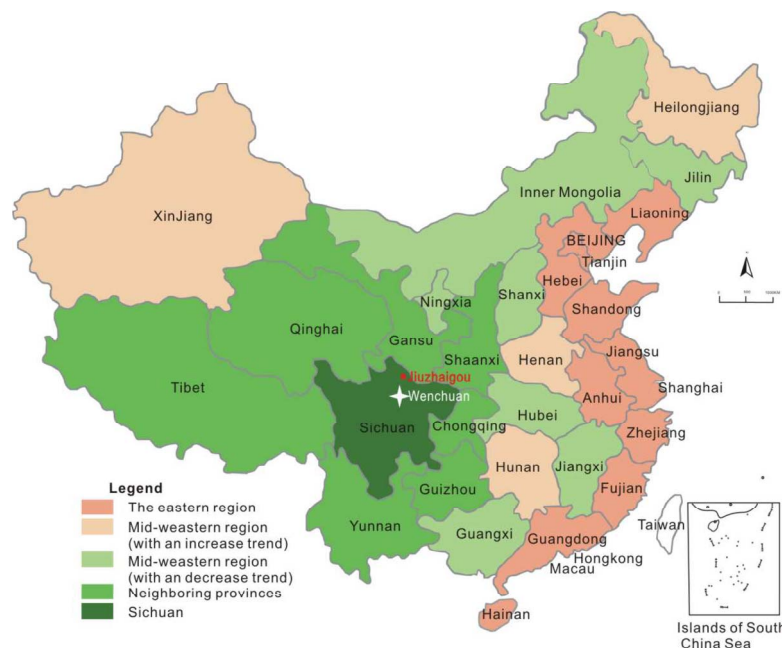 Heilongjiang
Jilin
Inner Mongolia
Liaoning
XinJiang
BEIJING
Tianjin
Hebei
Ningxia
Shanxi
Shandong
Qinghai
Gansu
Shaanxi
Henan
Jiangsu
Jiuzhaigou
Tibet
Wenchuan
Anhui
Shanghai
Hubei
Sichuan
Chongqing
Zhejiang
Hunan
Jiangxi
Guizhou
Fujian
Yunnan
Taiwan
Guangxi
Guangdong
Hongkong
Macau
Hainan
Legend
The eastern region
Mid-weastern region
(with an increase trend)
Mid-weastern region
(with an decrease trend)
Neighboring provinces
Sichuan
Islands of South
China Sea